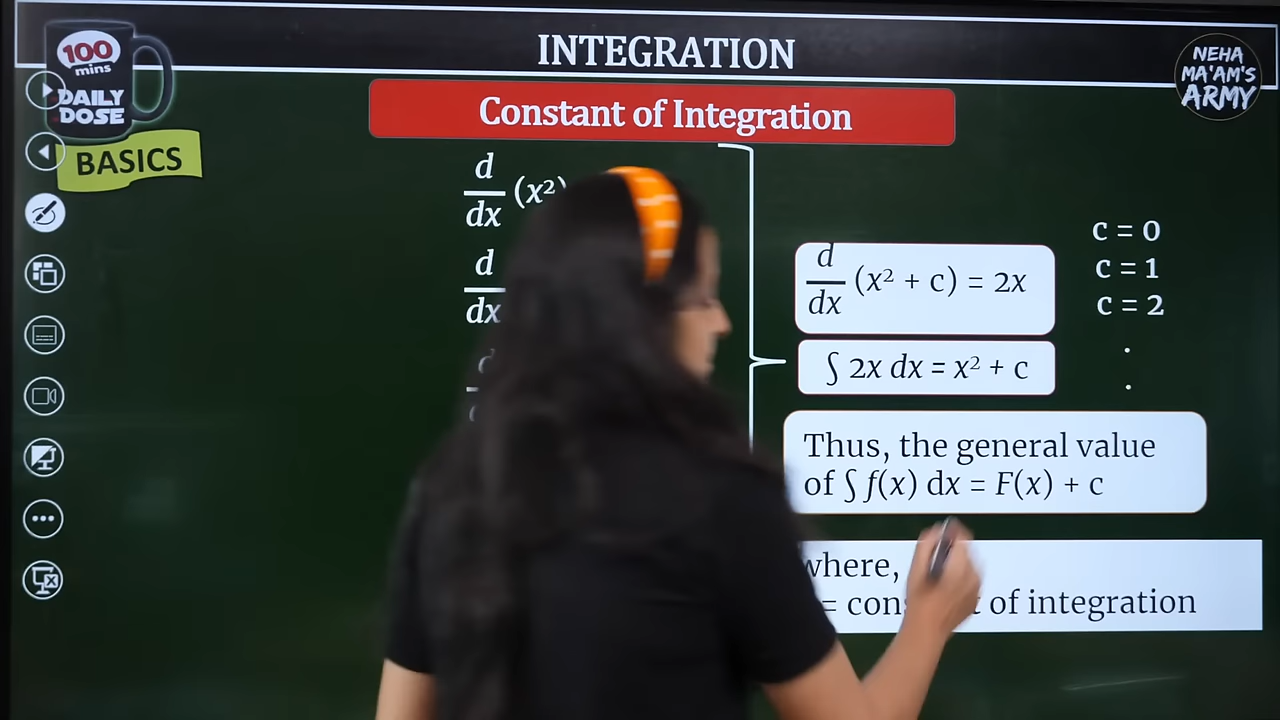 INTEGRATION
100
mins
DAILY
DOSE
BASICS
NEHA
MA'AM'S
ARMY
Constant of Integration
d
dx (x²)
d
dx
d/dx (x² + c) = 2x
∫ 2x dx = x² + c
c = 0
c = 1
c = 2
.
.
Thus, the general value
of ∫ f(x) dx = F(x) + c
where,
= of integration